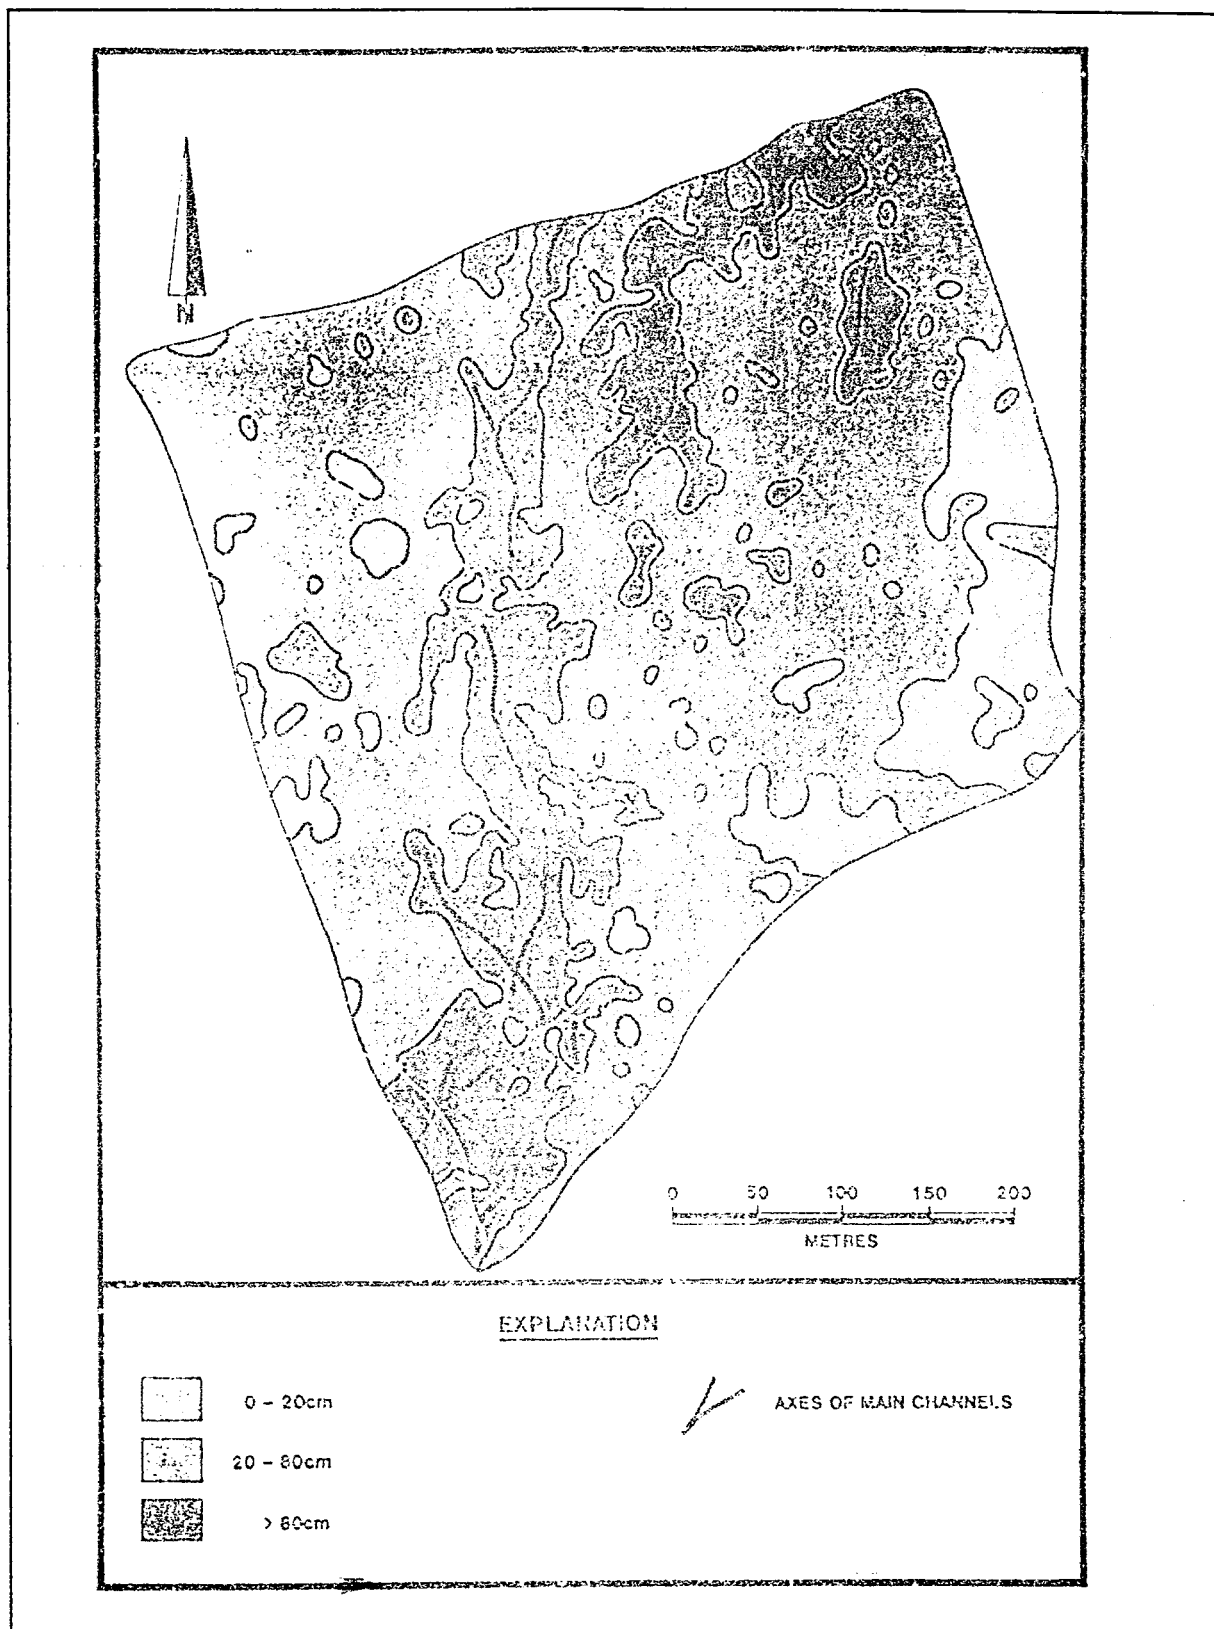 N
0 50 100 150 200
METRES
EXPLANATION
0 - 20cm
AXES OF MAIN CHANNELS
20 - 80cm
> 80cm